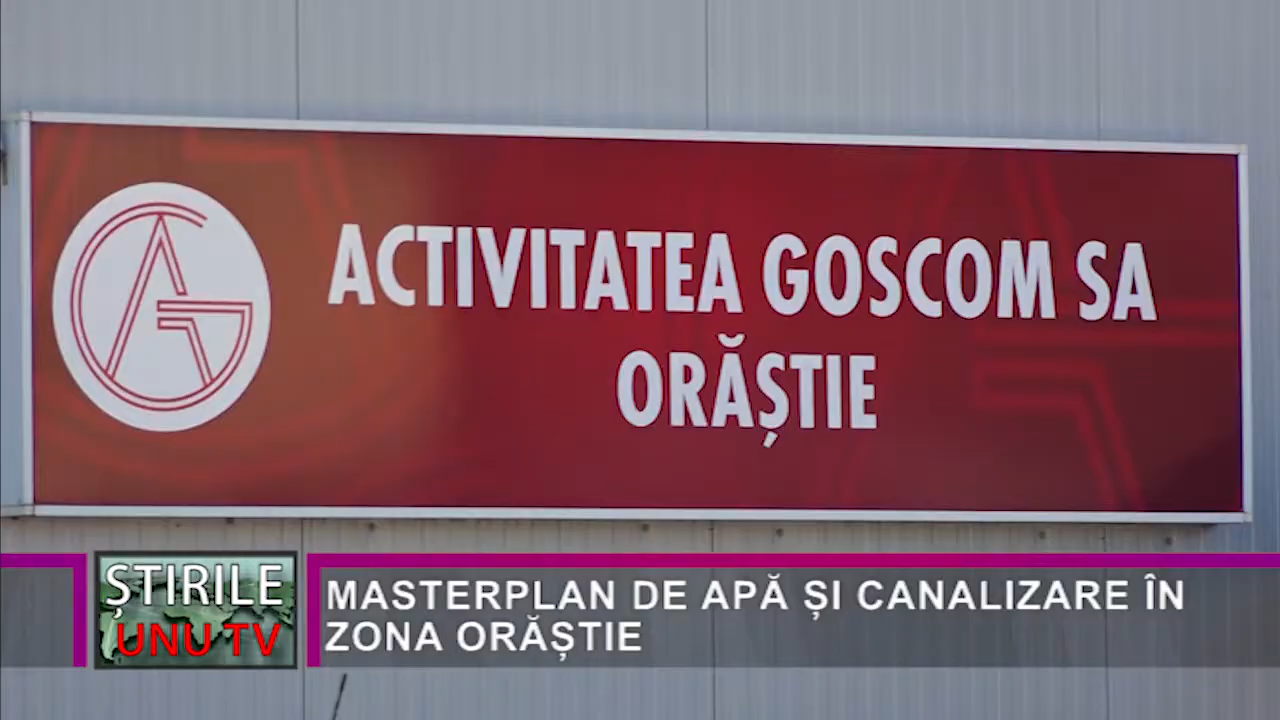 ACTIVITATEA GOSCOM SA
ORĂȘTIE
ȘTIRILE
UNU TV
MASTERPLAN DE APĂ ȘI CANALIZARE ÎN
ZONA ORĂȘTIE